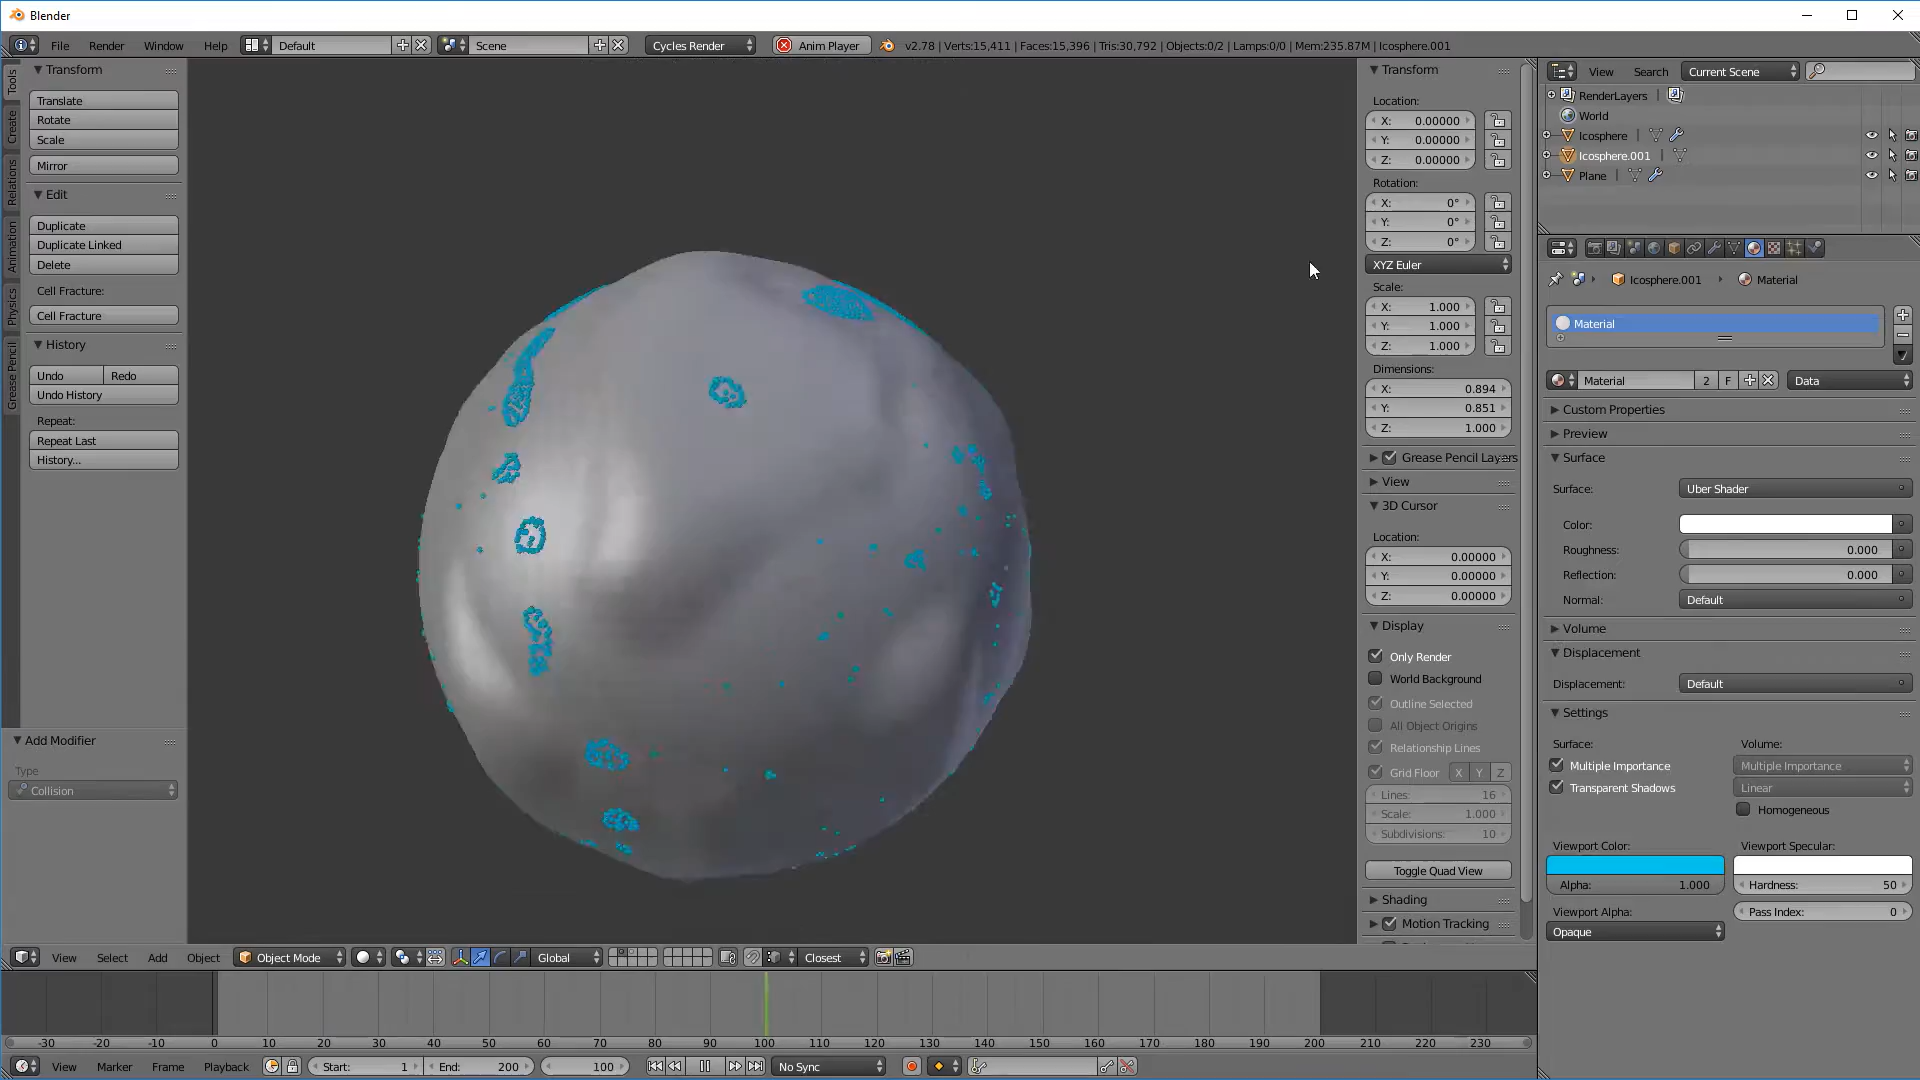 Blender
File Render Window Help Default Scene Cycles Render Anim Player v2.78 | Verts:15,411 | Faces:15,396 | Tris:30,792 | Objects:0/2 | Lamps:0/0 | Mem:235.87M | Icosphere.001
Tools
Create
Relations
Animation
Physics
Grease Pencil
Transform
Translate
Rotate
Scale
Mirror
Edit
Duplicate
Duplicate Linked
Delete
Cell Fracture:
Cell Fracture
History
Undo Redo
Undo History
Repeat:
Repeat Last
History...
Add Modifier
Type
Collision
Transform
Location:
X: 0.00000
Y: 0.00000
Z: 0.00000
Rotation:
X: 0°
Y: 0°
Z: 0°
XYZ Euler
Scale:
X: 1.000
Y: 1.000
Z: 1.000
Dimensions:
X: 0.894
Y: 0.851
Z: 1.000
Grease Pencil Layers
View
3D Cursor
Location:
X: 0.00000
Y: 0.00000
Z: 0.00000
Display
Only Render
World Background
Outline Selected
All Object Origins
Relationship Lines
Grid Floor X Y Z
Lines: 16
Scale: 1.000
Subdivisions: 10
Toggle Quad View
Shading
Motion Tracking
View Search Current Scene
RenderLayers |
World
Icosphere |
Icosphere.001 |
Plane |
Icosphere.001 Material
Material
Material 2 F Data
Custom Properties
Preview
Surface
Surface: Uber Shader
Color:
Roughness: 0.000
Reflection: 0.000
Normal: Default
Volume
Displacement
Displacement: Default
Settings
Surface: Volume:
Multiple Importance Multiple Importance
Transparent Shadows Linear
Homogeneous
Viewport Color: Viewport Specular:
Alpha: 1.000 Hardness: 50
Viewport Alpha: Pass Index: 0
Opaque
View Select Add Object Object Mode Global Closest
-30 -20 -10 0 10 20 30 40 50 60 70 80 90 100 110 120 130 140 150 160 170 180 190 200 210 220 230
View Marker Frame Playback Start: 1 End: 200 100 No Sync